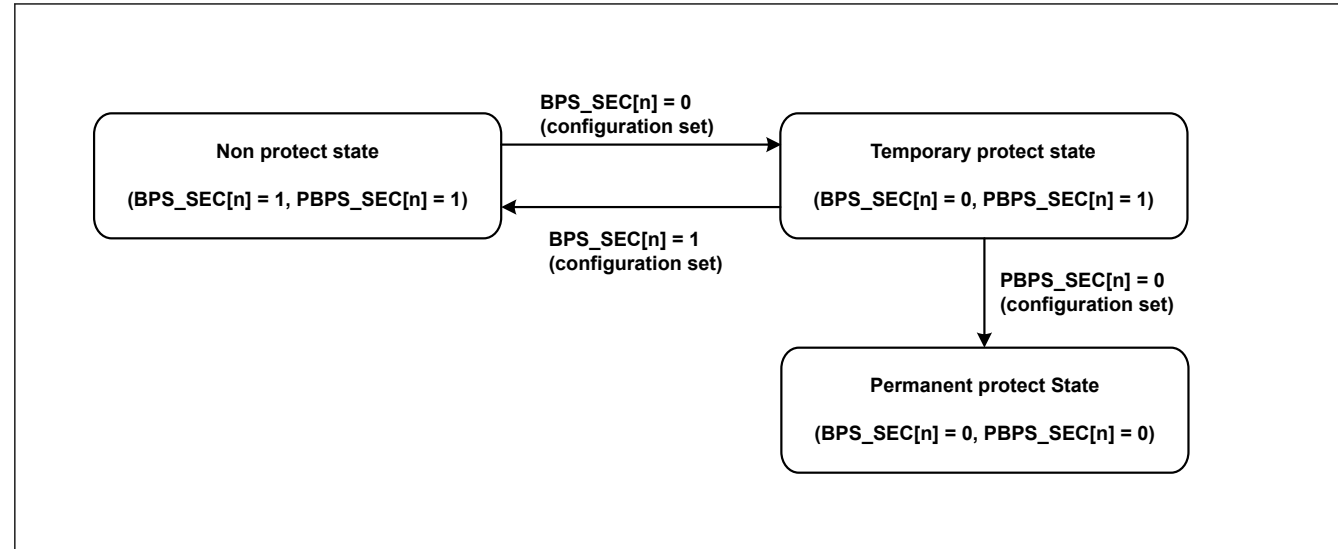 BPS_SEC[n] = 0
(configuration set)
Non protect state
(BPS_SEC[n] = 1, PBPS_SEC[n] = 1)
Temporary protect state
(BPS_SEC[n] = 0, PBPS_SEC[n] = 1)
BPS_SEC[n] = 1
(configuration set)
PBPS_SEC[n] = 0
(configuration set)
Permanent protect State
(BPS_SEC[n] = 0, PBPS_SEC[n] = 0)